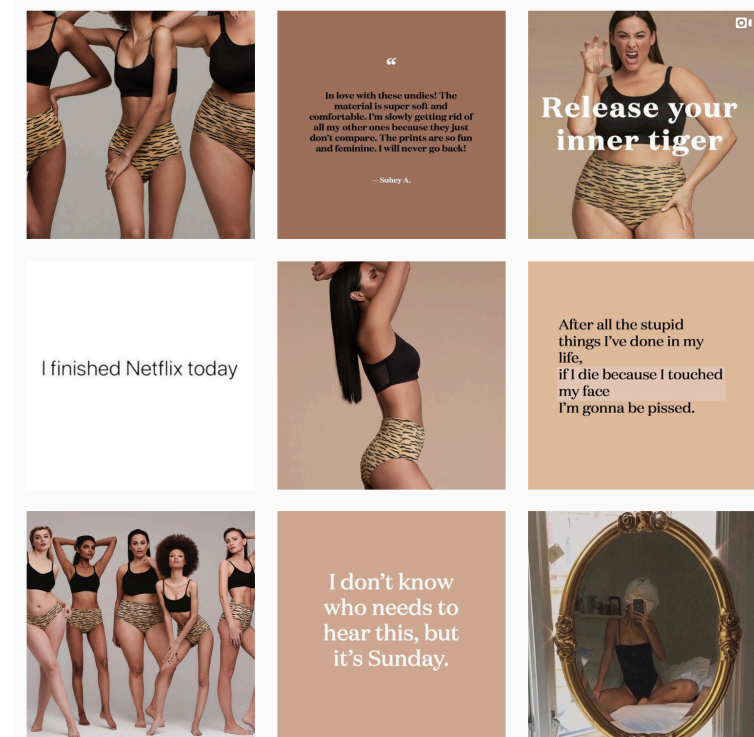 “
In love with these undies! The
material is super soft and
comfortable. I’m slowly getting rid of
all my other ones because they just
don’t compare. The prints are so fun
and feminine. I will never go back!
– Suhey A.
Release your
inner tiger
I finished Netflix today
After all the stupid
things I’ve done in my
life,
if I die because I touched
my face
I’m gonna be pissed.
I don’t know
who needs to
hear this, but
it’s Sunday.